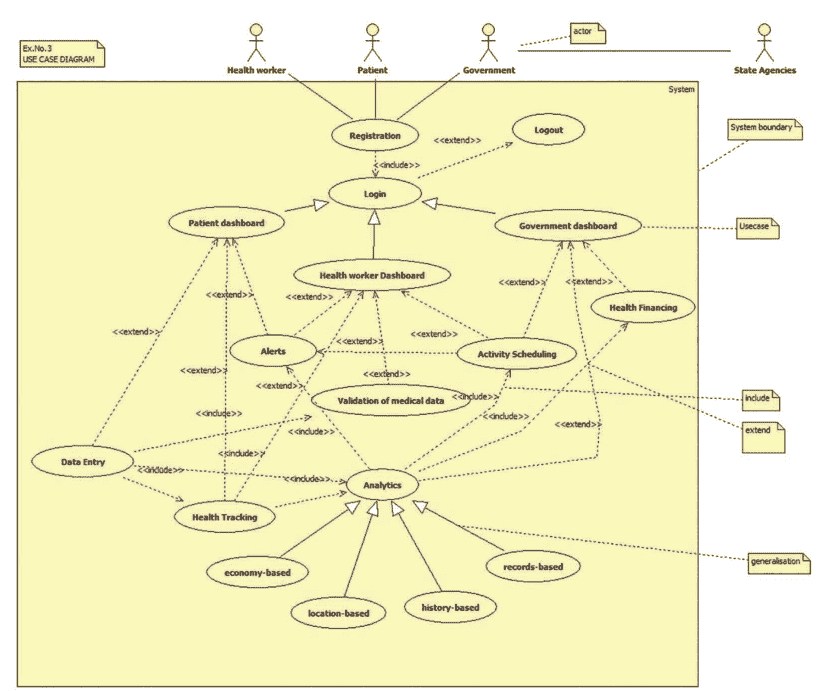 Ex.No.3
USE CASE DIAGRAM
actor
Health worker
Patient
Government
State Agencies
System
Registration
Logout
System boundary
<<extend>>
<<include>>
Login
Patient dashboard
Government dashboard
Usecase
Health worker Dashboard
<<extend>>
<<extend>>
<<extend>>
<<extend>>
Health Financing
<<extend>>
<<extend>>
<<extend>>
Alerts
Activity Scheduling
<<extend>>
<<extend>>
Validation of medical data
<<include>>
include
<<include>>
<<include>>
<<include>>
<<extend>>
extend
<<include>>
Data Entry
<<include>>
<<include>>
Analytics
Health Tracking
economy-based
records-based
generalisation
location-based
history-based